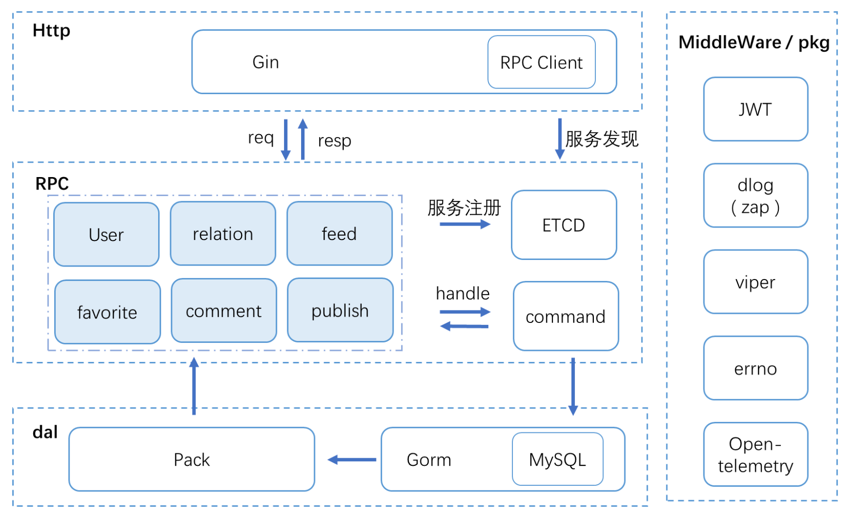 Http
Gin
RPC Client
req
resp
服务发现
RPC
User
relation
feed
favorite
comment
publish
服务注册
ETCD
handle
command
dal
Pack
Gorm
MySQL
MiddleWare / pkg
JWT
dlog
( zap )
viper
errno
Open-
telemetry